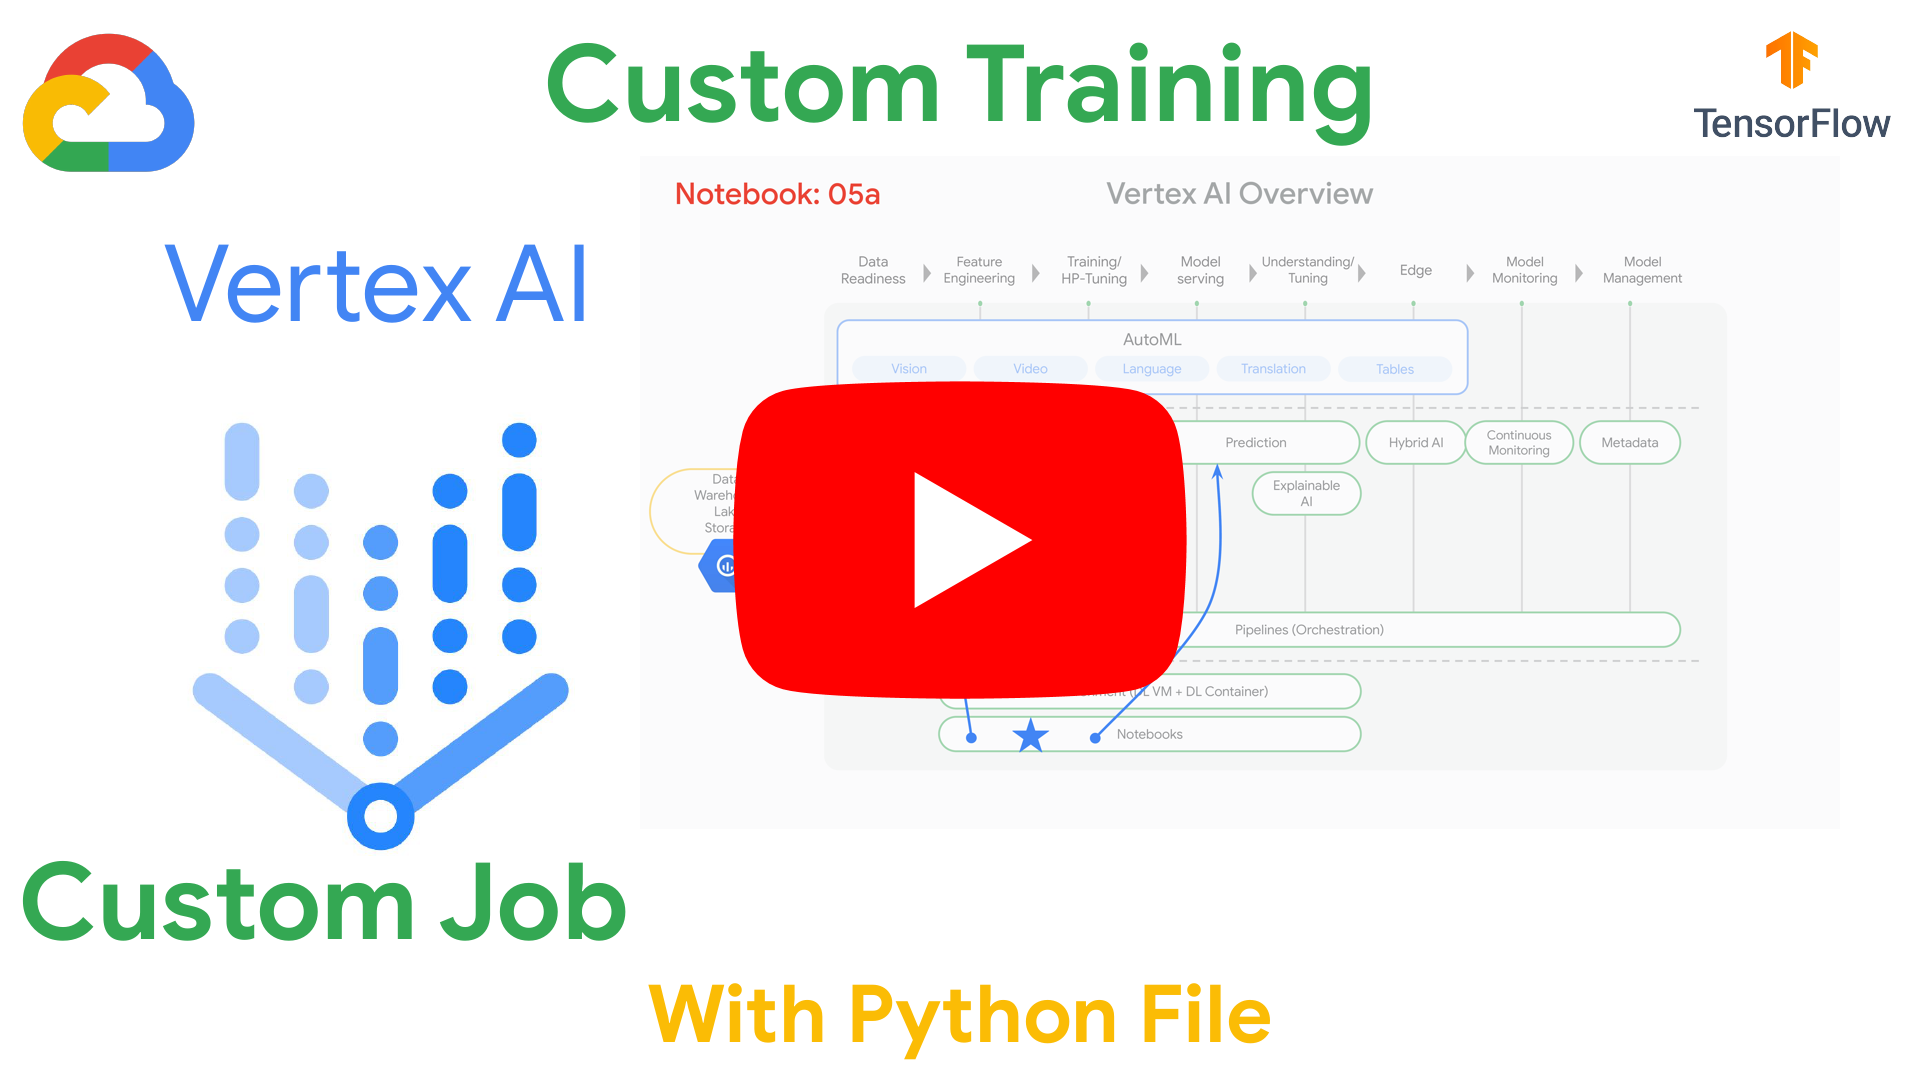 Custom Training
TensorFlow
Notebook: 05a
Vertex AI Overview
Vertex AI
Data
Readiness
Feature
Engineering
Training/
HP-Tuning
Model
serving
Understanding/
Tuning
Edge
Model
Monitoring
Model
Management
AutoML
Vision
Video
Language
Translation
Tables
Prediction
Hybrid AI
Continuous
Monitoring
Metadata
Explainable
AI
Data
Pipelines (Orchestration)
VM + DL Container)
Notebooks
Custom Job
With Python File